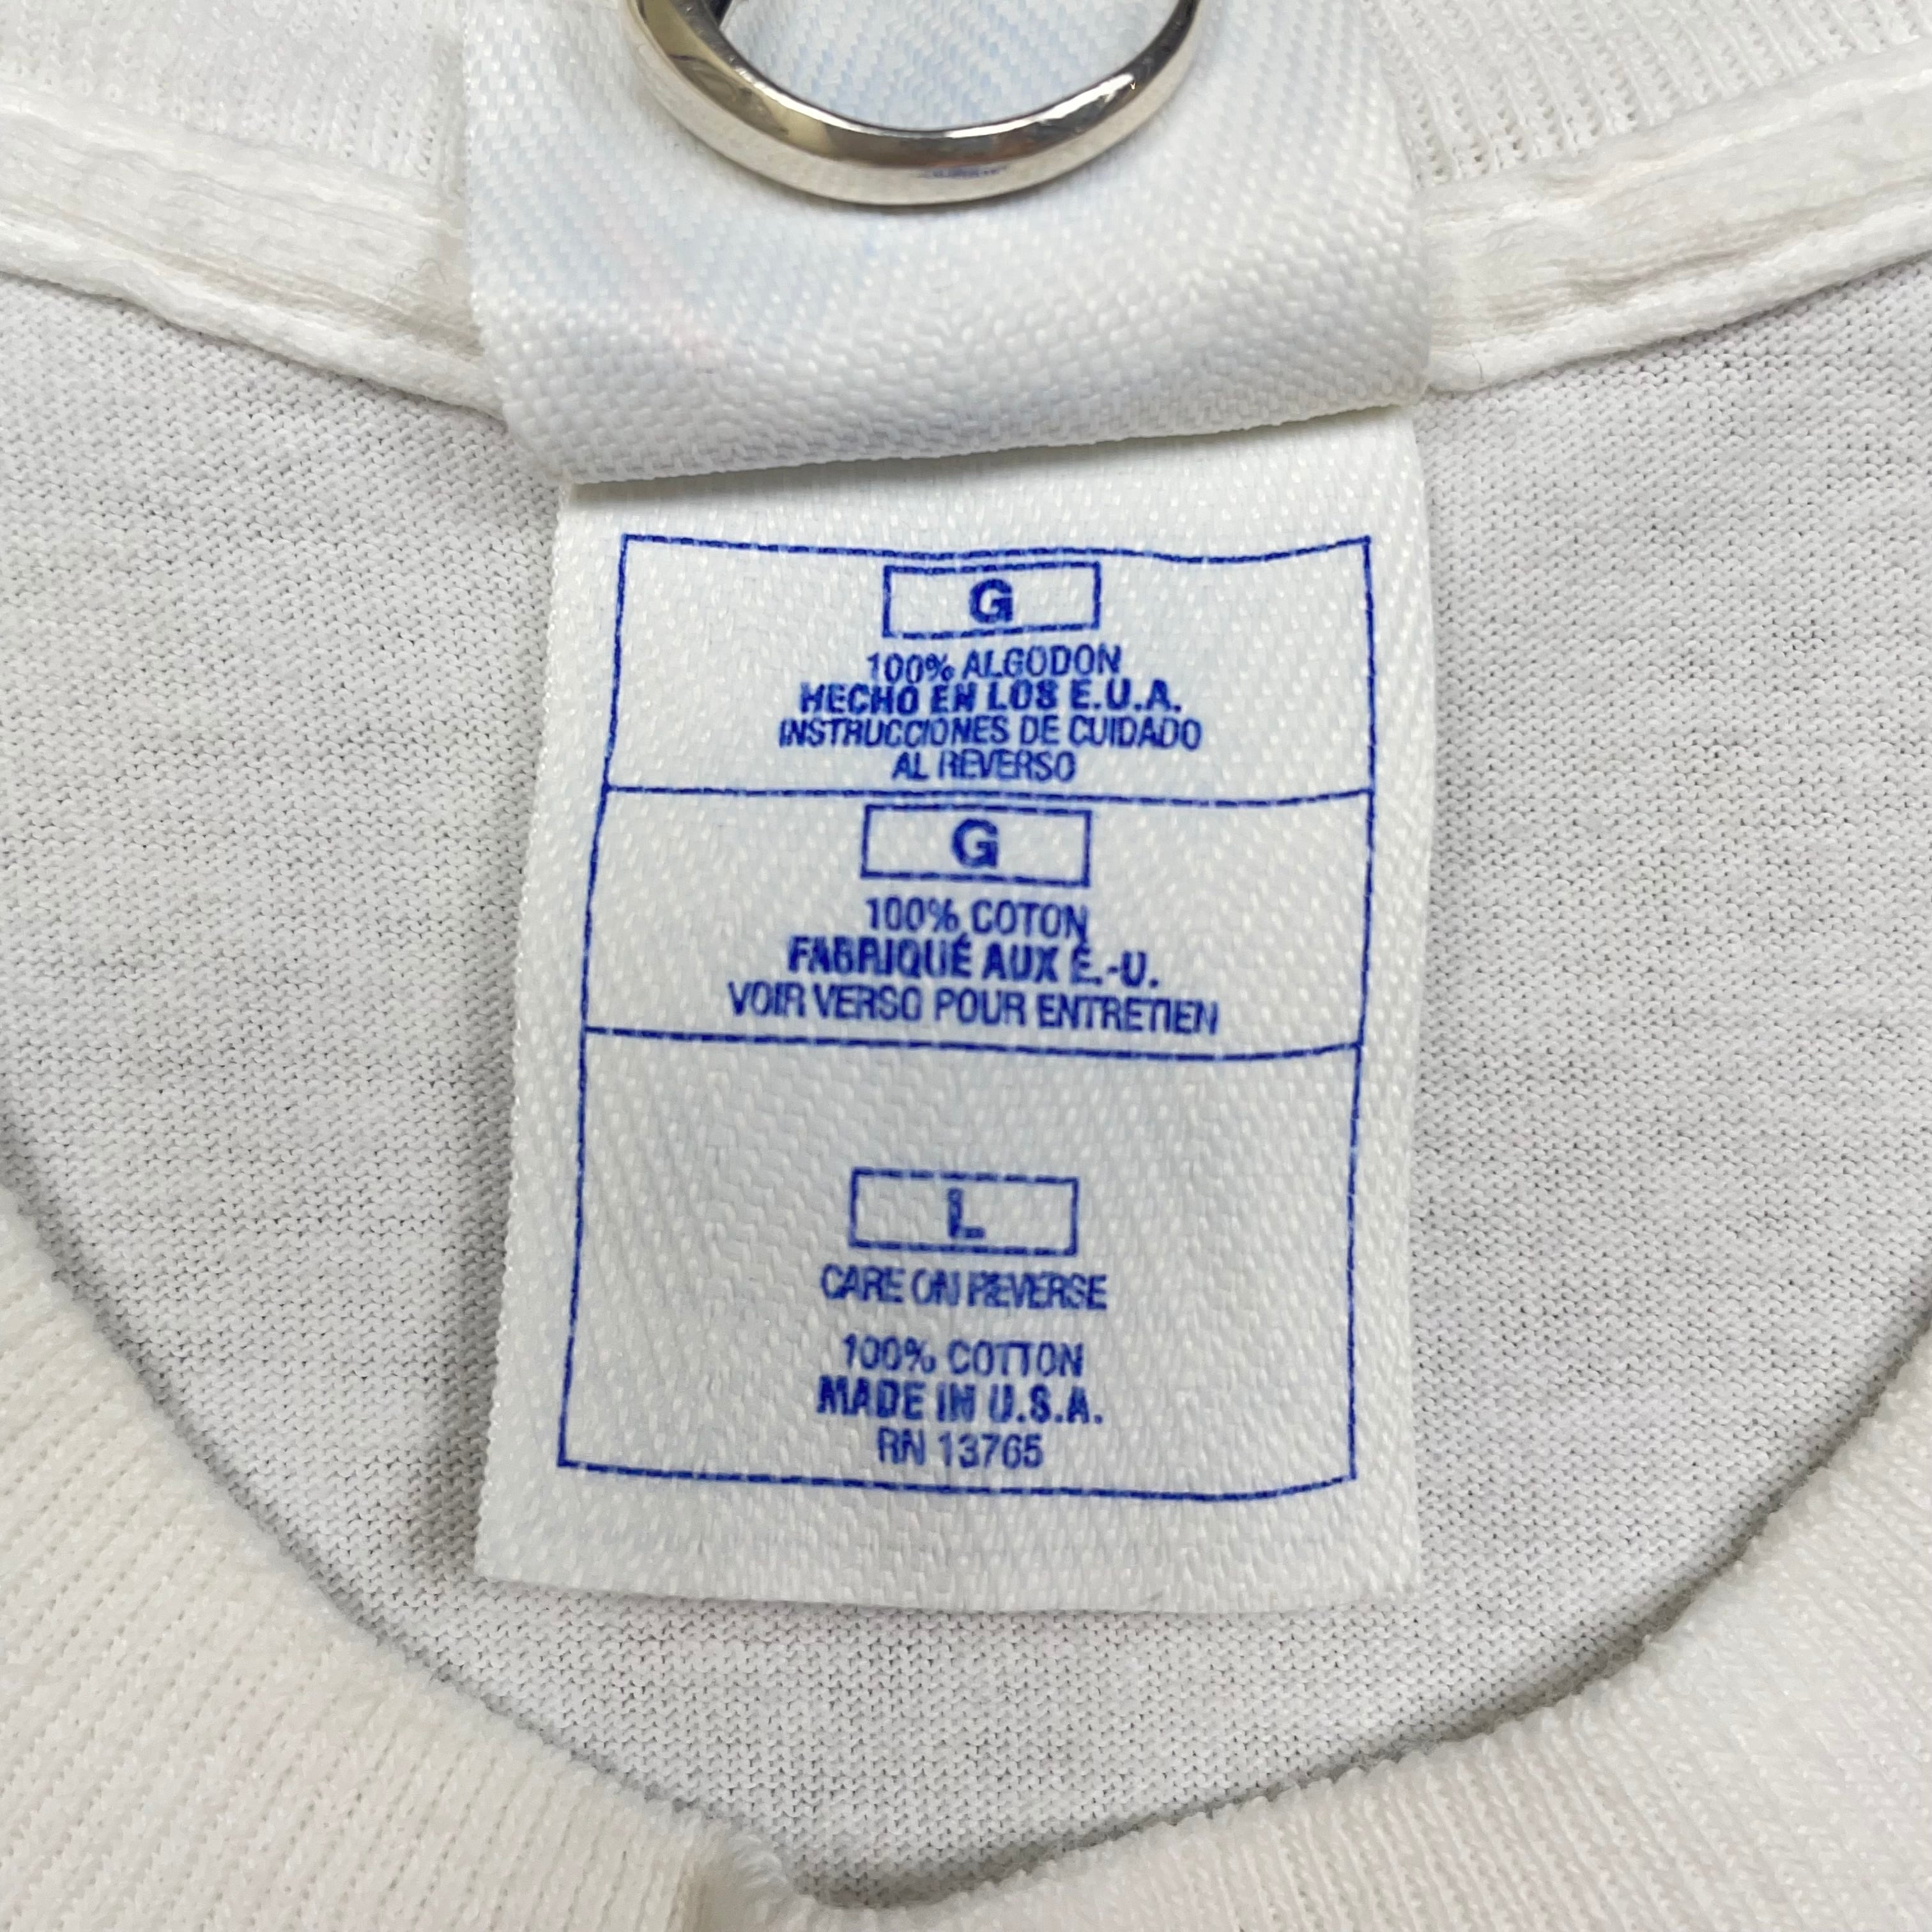 G
100% ALGODON
HECHO EN LOS E.U.A.
INSTRUCCIONES DE CUIDADO
AL REVERSO
G
100% COTON
FABRIQUÉ AUX É.-U.
VOIR VERSO POUR ENTRETIEN
L
CARE ON REVERSE
100% COTTON
MADE IN U.S.A.
RN 13765